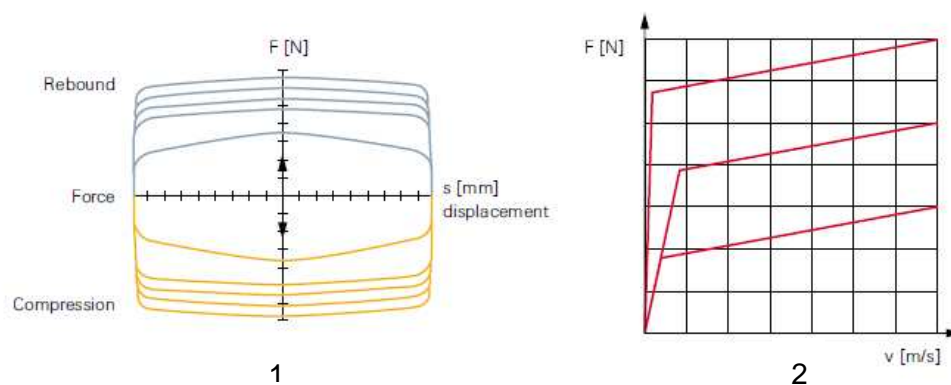 F [N]
Rebound
Force
s [mm]
displacement
Compression
1
F [N]
v [m/s]
2